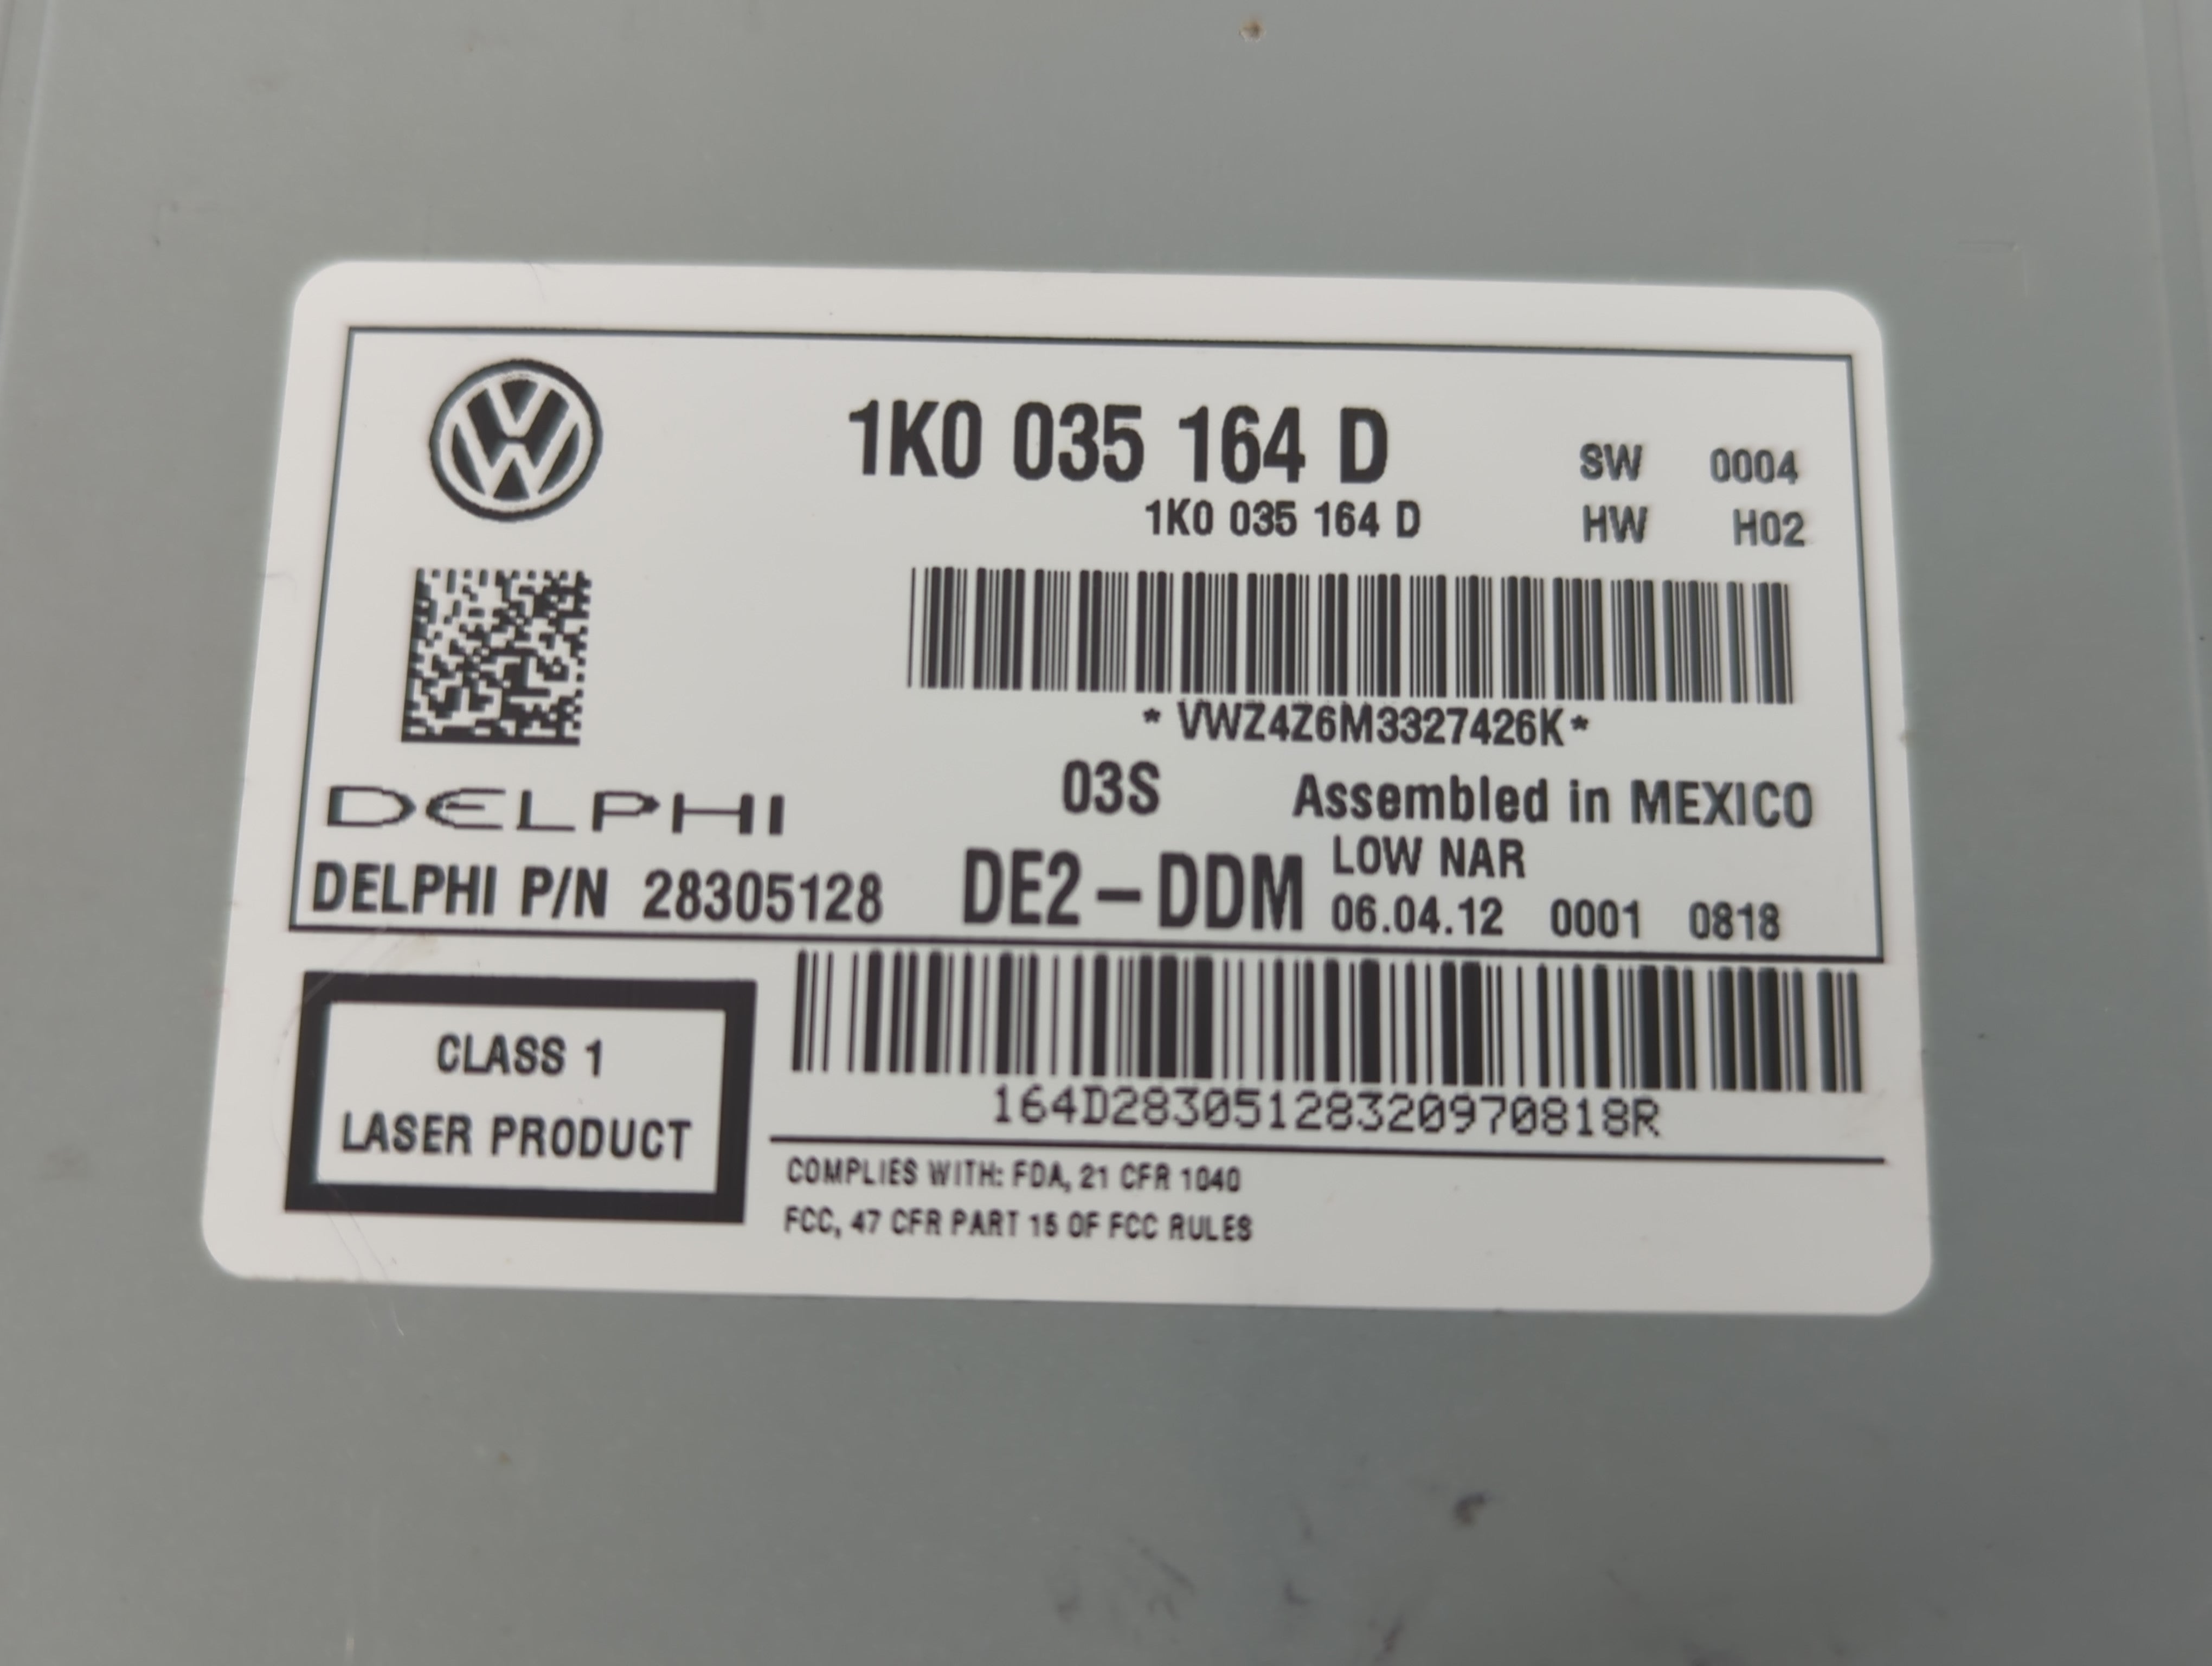 1K0 035 164 D
SW 0004
1K0 035 164 D
HW H02
* VWZ4Z6M3327426K*
03S Assembled in MEXICO
DELPHI
LOW NAR
DELPHI P/N 28305128 DE2-DDM 06.04.12 0001 0818
CLASS 1
LASER PRODUCT
164D28305128320970818R
COMPLIES WITH: FDA, 21 CFR 1040
FCC, 47 CFR PART 15 OF FCC RULES